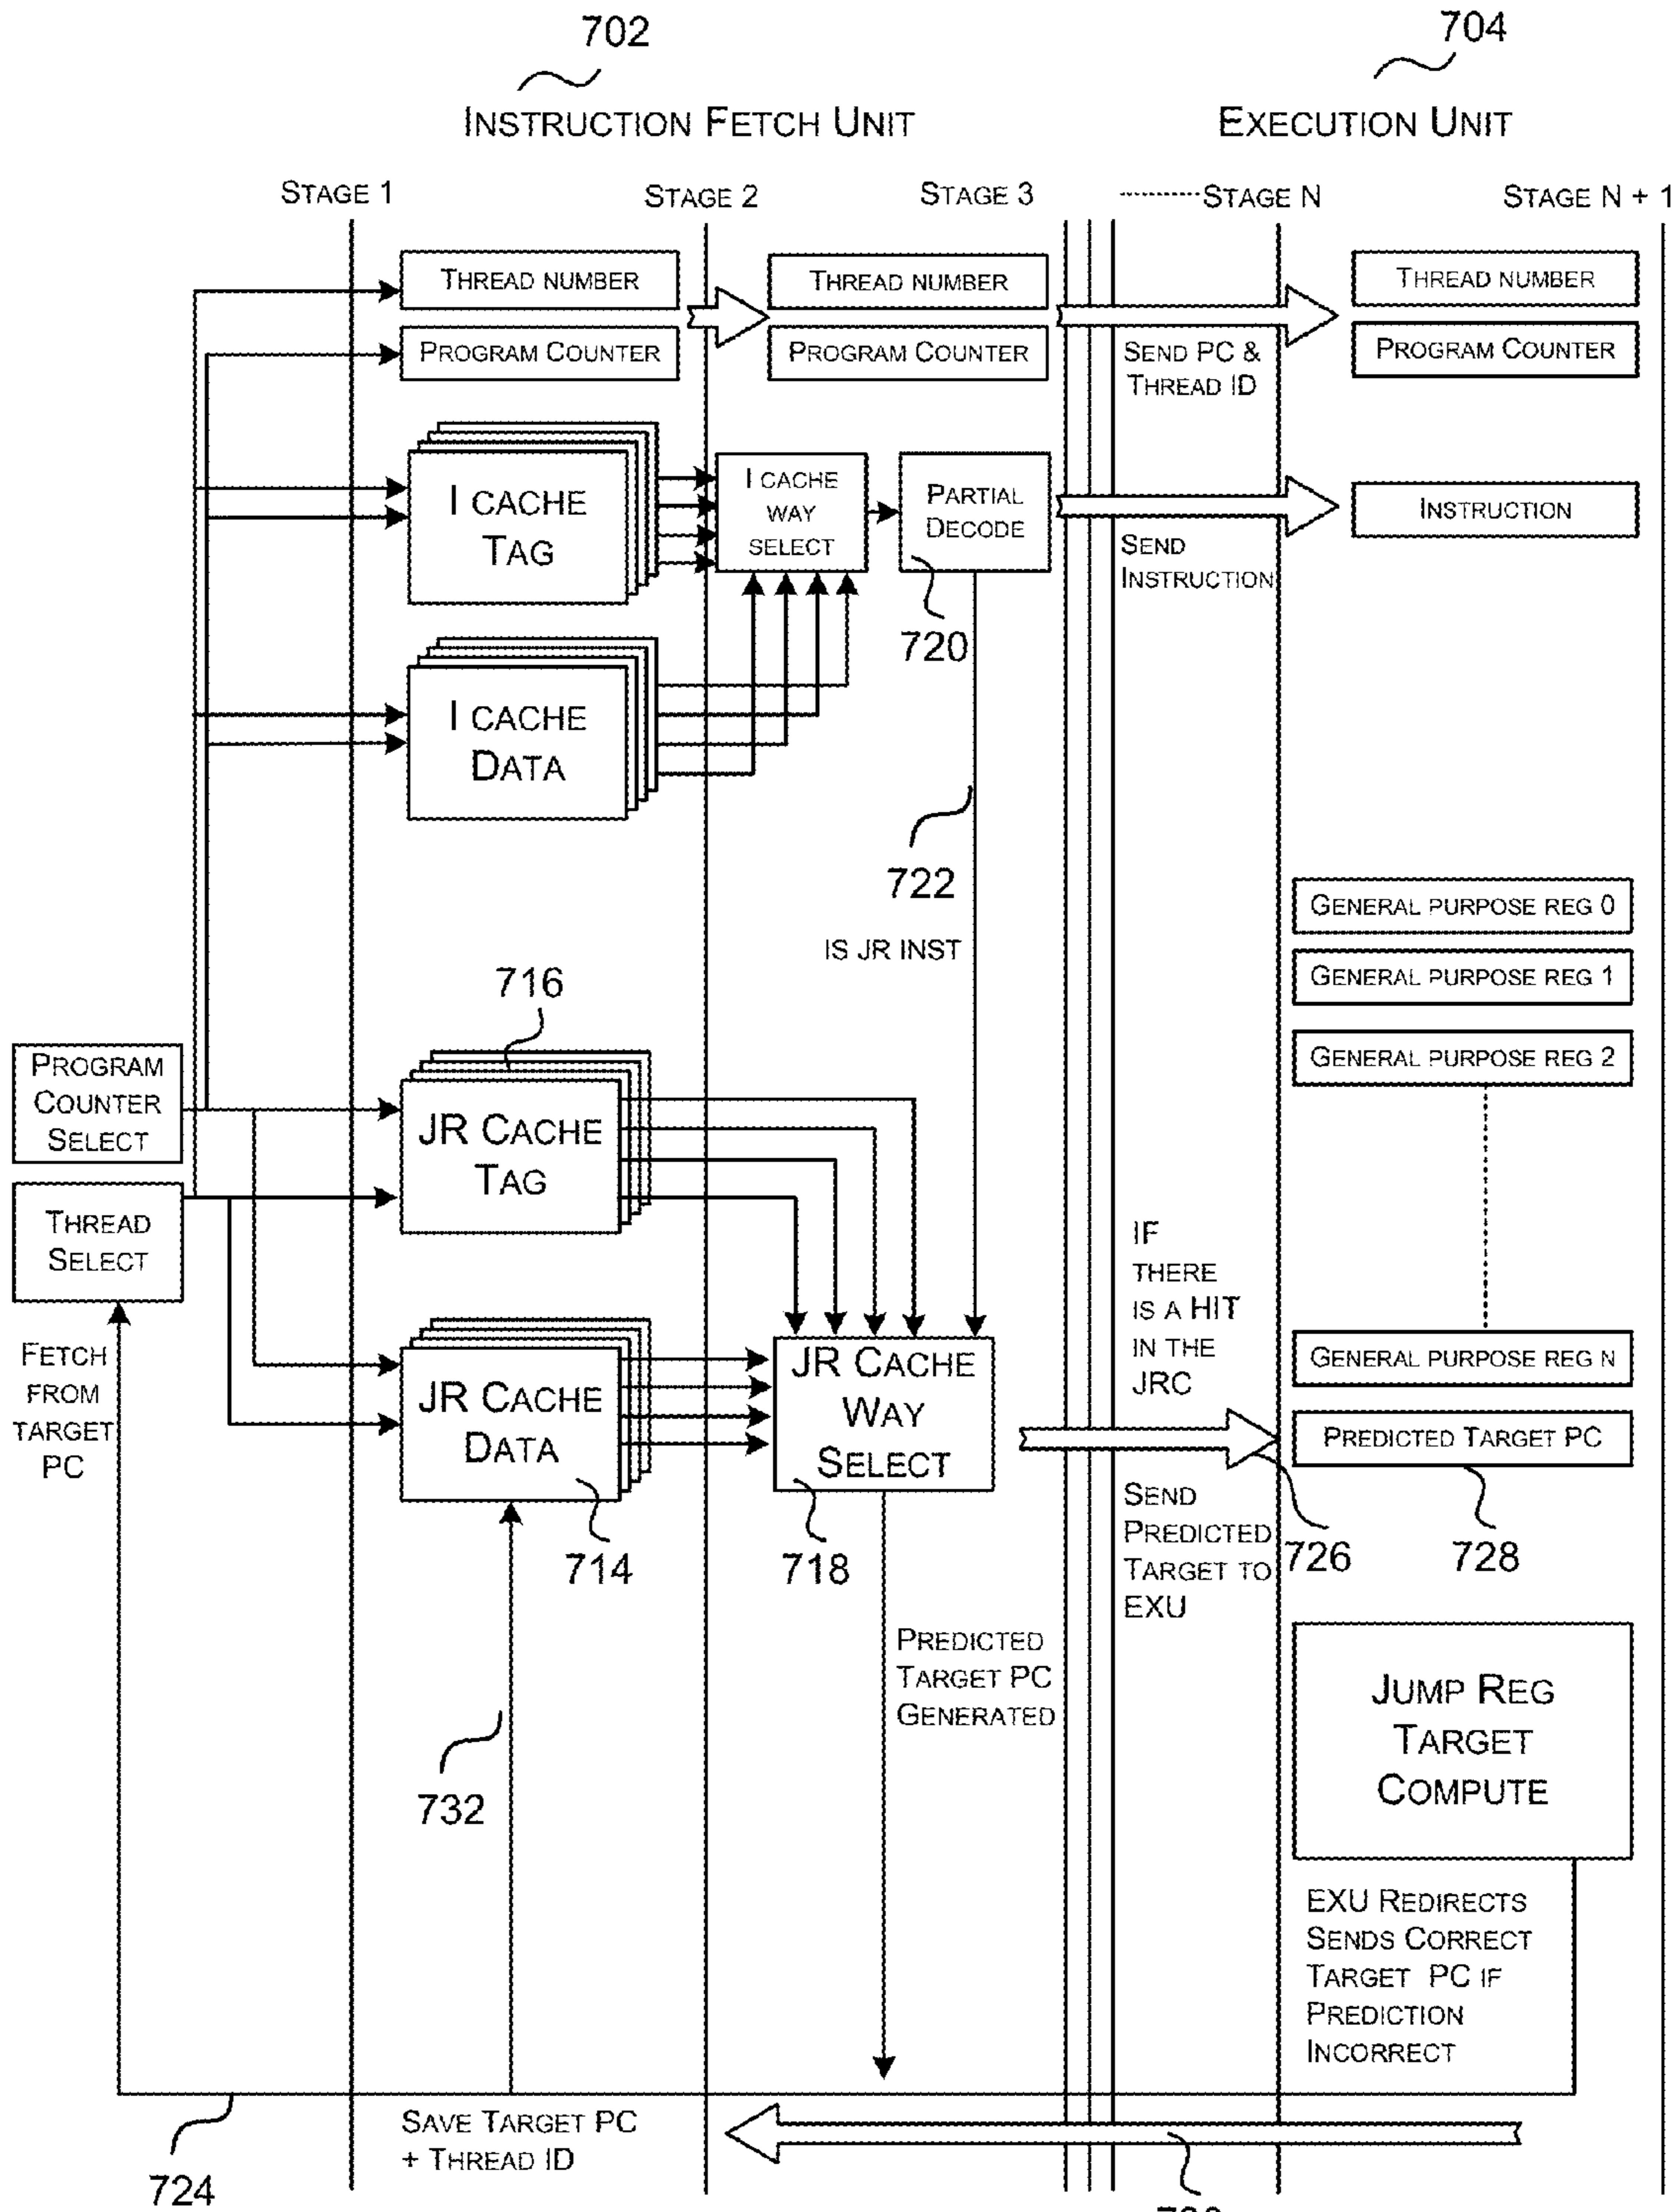 702
704
INSTRUCTION FETCH UNIT
EXECUTION UNIT
STAGE 1
STAGE 2
STAGE 3
STAGE N
STAGE N + 1
THREAD NUMBER
PROGRAM COUNTER
THREAD NUMBER
PROGRAM COUNTER
SEND PC &
THREAD ID
THREAD NUMBER
PROGRAM COUNTER
I CACHE
TAG
I CACHE
WAY
SELECT
PARTIAL
DECODE
720
SEND
INSTRUCTION
INSTRUCTION
I CACHE
DATA
722
IS JR INST
GENERAL PURPOSE REG 0
GENERAL PURPOSE REG 1
GENERAL PURPOSE REG 2
GENERAL PURPOSE REG N
716
PROGRAM
COUNTER
SELECT
THREAD
SELECT
JR CACHE
TAG
FETCH
FROM
TARGET
PC
JR CACHE
DATA
714
JR CACHE
WAY
SELECT
718
IF
THERE
IS A HIT
IN THE
JRC
PREDICTED TARGET PC
726
728
SEND
PREDICTED
TARGET TO
EXU
PREDICTED
TARGET PC
GENERATED
732
JUMP REG
TARGET
COMPUTE
EXU REDIRECTS
SENDS CORRECT
TARGET PC IF
PREDICTION
INCORRECT
SAVE TARGET PC
+ THREAD ID
724